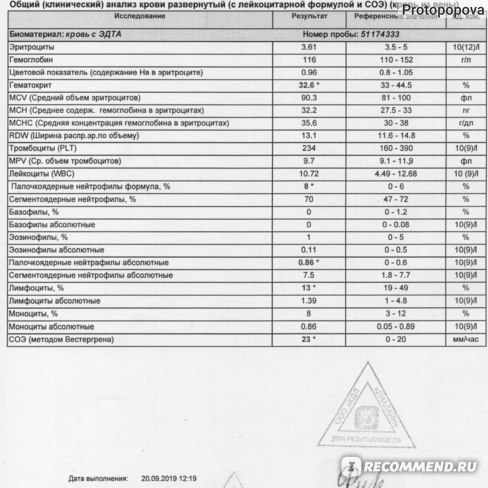 Общий (клинический) анализ крови развернутый (с лейкоцитарной формулой и СОЭ) (кровь из вены)
Protopopova
Биоматериал: кровь с ЭДТА Номер пробы: 51174333
Эритроциты 3.61 3.5 - 5 10(12)/l
Гемоглобин 116 110 - 152 г/л
Цветовой показатель (содержание Нв в эритроците) 0.96 0.8 - 1.05
Гематокрит 32.6 * 33 - 44.5 %
MCV (Средний объем эритроцитов) 90.3 81 - 100 фл
MCH (Среднее содерж. гемоглобина в эритроцитах) 32.2 27.5 - 33 пг
MCHC (Средняя концентрация гемоглобина в эритроцитах) 35.6 30 - 38 г/дл
RDW (Ширина распр.эр.по объему) 13.1 11.6 - 14.8 %
Тромбоциты (PLT) 234 160 - 390 10(9)/l
MPV (Ср. объем тромбоцитов) 9.7 9.1 - 11,9 фл
Лейкоциты (WBC) 10.72 4.49 - 12.68 10 (9)/l
Палочкоядерные нейтрофилы формула, % 8 * 0 - 6 %
Сегментоядерные нейтрофилы, % 70 47 - 72 %
Базофилы, % 0 0 - 1.2 %
Базофилы абсолютные 0 0 - 0.08 10(9)/l
Эозинофилы, % 1 0 - 5 %
Эозинофилы абсолютные 0.11 0 - 0.5 10(9)/l
Палочкоядерные нейтрафилы абсолютные 0.86 * 0 - 0.6 10(9)/l
Сегментоядерные нейтрофилы абсолютные 7.5 1.8 - 7.7 10(9)/l
Лимфоциты, % 13 * 19 - 49 %
Лимфоциты абсолютные 1.39 1 - 4.8 10(9)/l
Моноциты, % 8 3 - 12 %
Моноциты абсолютные 0.86 0.05 - 0.89 10(9)/l
СОЭ (методом Вестергрена) 23 * 0 - 20 мм/час
ДЛЯ РЕЗУЛЬТАТОВ
Дата выполнения: 20.09.2019 12:19
RECOMMEND.RU